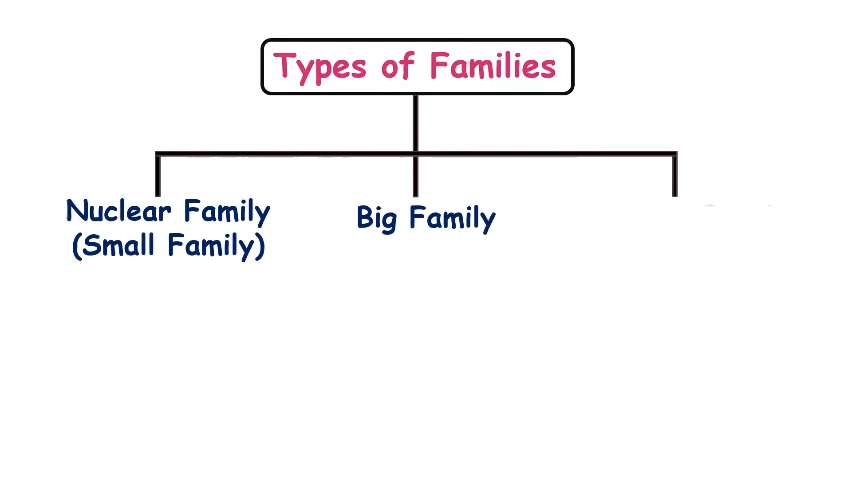 Types of Families
Nuclear Family
(Small Family)
Big Family